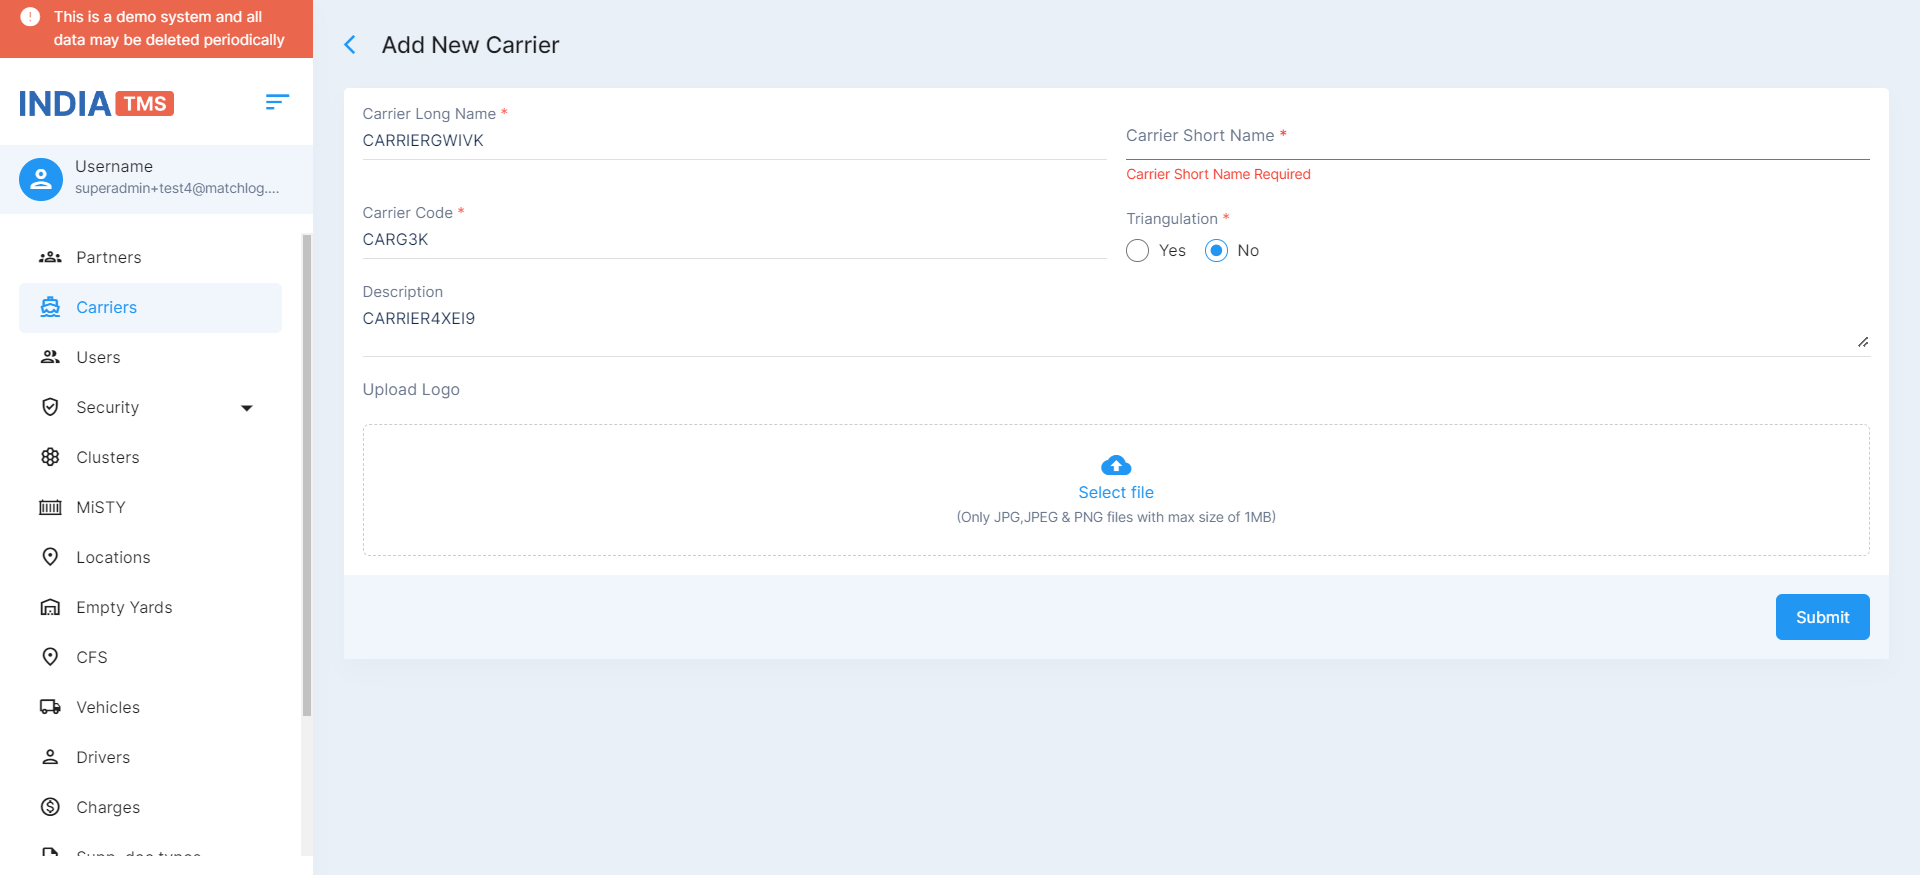 This is a demo system and all
data may be deleted periodically
INDIA TMS
Username
superadmin+test4@matchlog....
Partners
Carriers
Users
Security
Clusters
MiSTY
Locations
Empty Yards
CFS
Vehicles
Drivers
Charges
Supp. doc types
Add New Carrier
Carrier Long Name *
CARRIERGWIVK
Carrier Short Name *
Carrier Short Name Required
Carrier Code *
CARG3K
Triangulation *
Yes No
Description
CARRIER4XEI9
Upload Logo
Select file
(Only JPG,JPEG & PNG files with max size of 1MB)
Submit